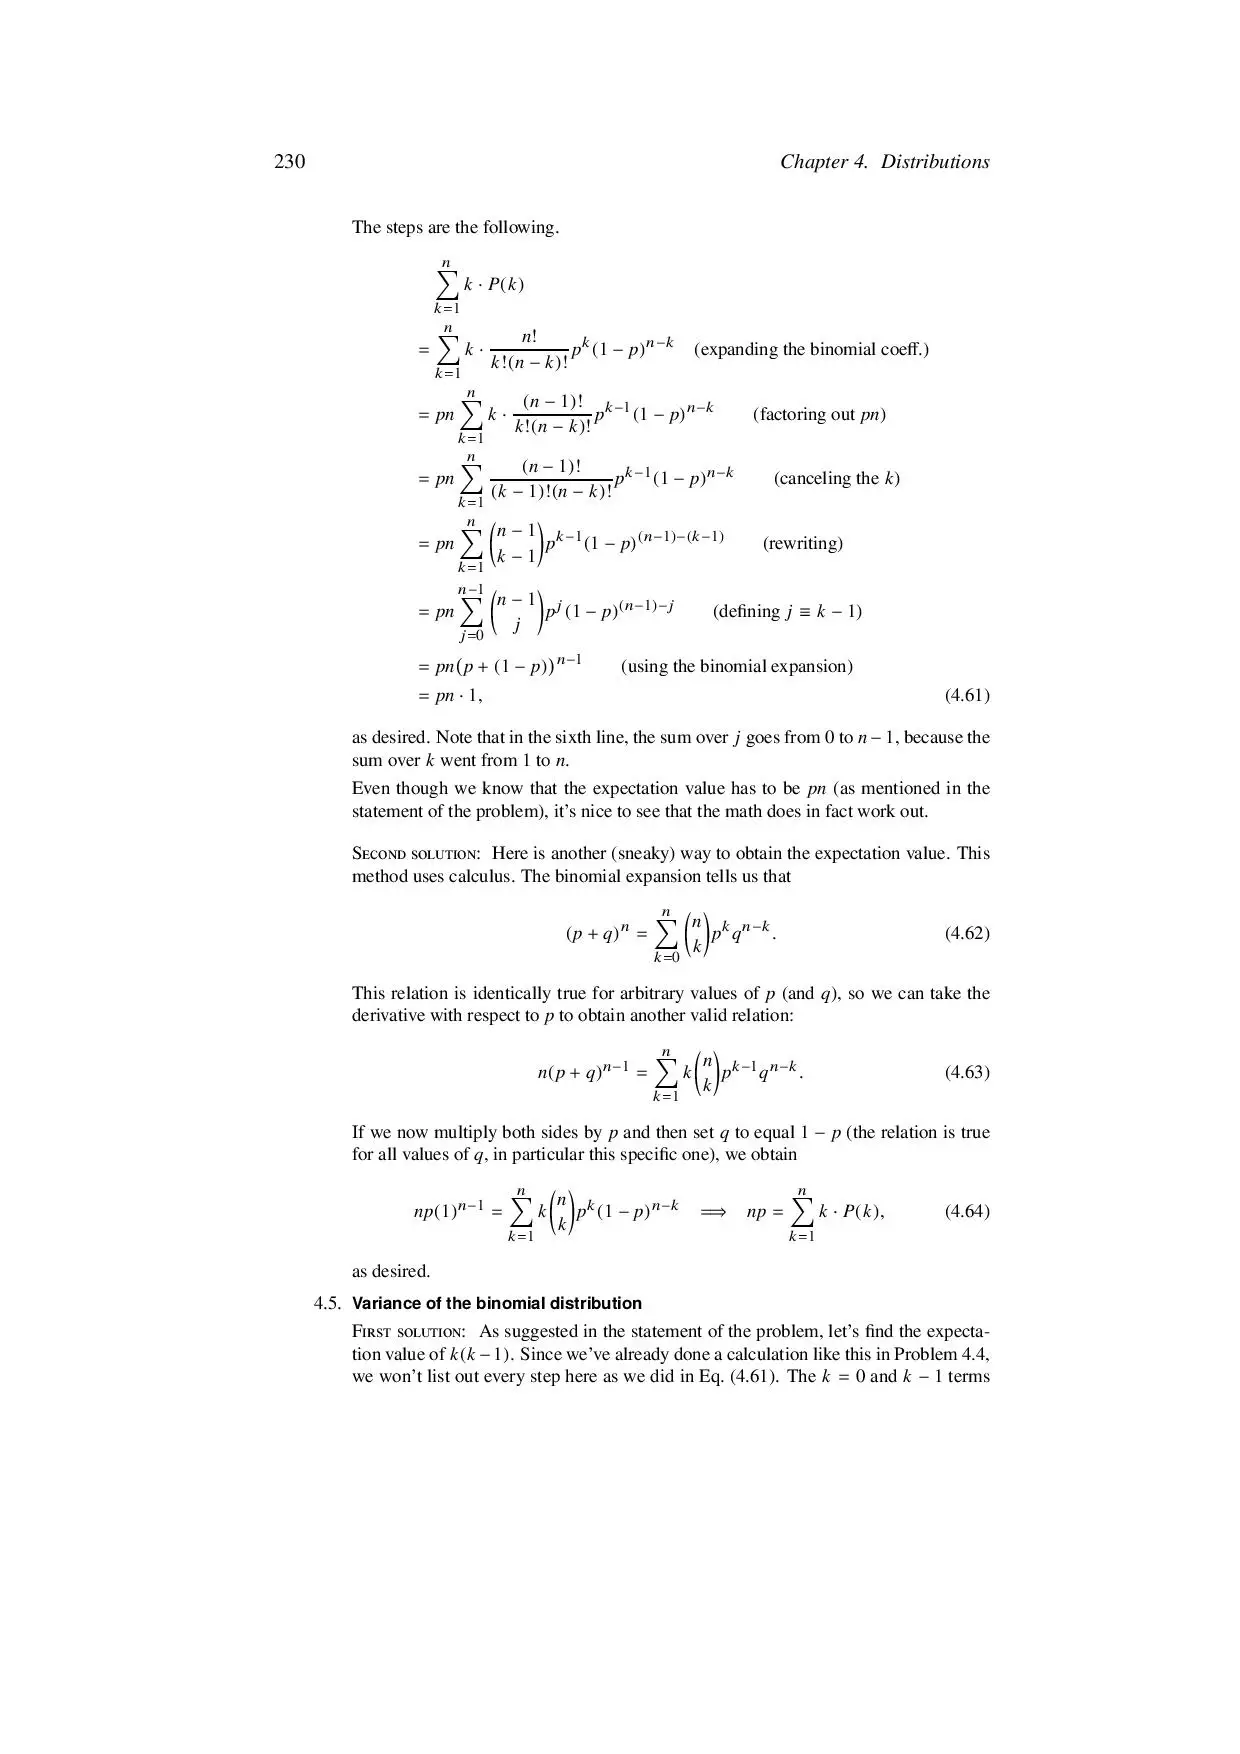 230 Chapter 4. Distributions
The steps are the following.
\sum_{k=1}^{n} k · P(k)
= \sum_{k=1}^{n} k · \frac{n!}{k!(n − k)!} p^k (1 − p)^{n−k} (expanding the binomial coeff.)
= pn \sum_{k=1}^{n} k · \frac{(n − 1)!}{k!(n − k)!} p^{k−1} (1 − p)^{n−k} (factoring out pn)
= pn \sum_{k=1}^{n} \frac{(n − 1)!}{(k − 1)!(n − k)!} p^{k−1} (1 − p)^{n−k} (canceling the k)
= pn \sum_{k=1}^{n} \binom{n − 1}{k − 1} p^{k−1} (1 − p)^{(n−1)−(k−1)} (rewriting)
= pn \sum_{j=0}^{n−1} \binom{n − 1}{j} p^j (1 − p)^{(n−1)−j} (defining j ≡ k − 1)
= pn(p + (1 − p))^{n−1} (using the binomial expansion)
= pn · 1, (4.61)
as desired. Note that in the sixth line, the sum over j goes from 0 to n − 1, because the
sum over k went from 1 to n.
Even though we know that the expectation value has to be pn (as mentioned in the
statement of the problem), it's nice to see that the math does in fact work out.
SECOND SOLUTION: Here is another (sneaky) way to obtain the expectation value. This
method uses calculus. The binomial expansion tells us that
(p + q)^n = \sum_{k=0}^{n} \binom{n}{k} p^k q^{n−k}. (4.62)
This relation is identically true for arbitrary values of p (and q), so we can take the
derivative with respect to p to obtain another valid relation:
n(p + q)^{n−1} = \sum_{k=1}^{n} k \binom{n}{k} p^{k−1} q^{n−k}. (4.63)
If we now multiply both sides by p and then set q to equal 1 − p (the relation is true
for all values of q, in particular this specific one), we obtain
np(1)^{n−1} = \sum_{k=1}^{n} k \binom{n}{k} p^k (1 − p)^{n−k} ⟹ np = \sum_{k=1}^{n} k · P(k), (4.64)
as desired.
4.5. Variance of the binomial distribution
FIRST SOLUTION: As suggested in the statement of the problem, let's find the expecta-
tion value of k(k − 1). Since we've already done a calculation like this in Problem 4.4,
we won't list out every step here as we did in Eq. (4.61). The k = 0 and k − 1 terms